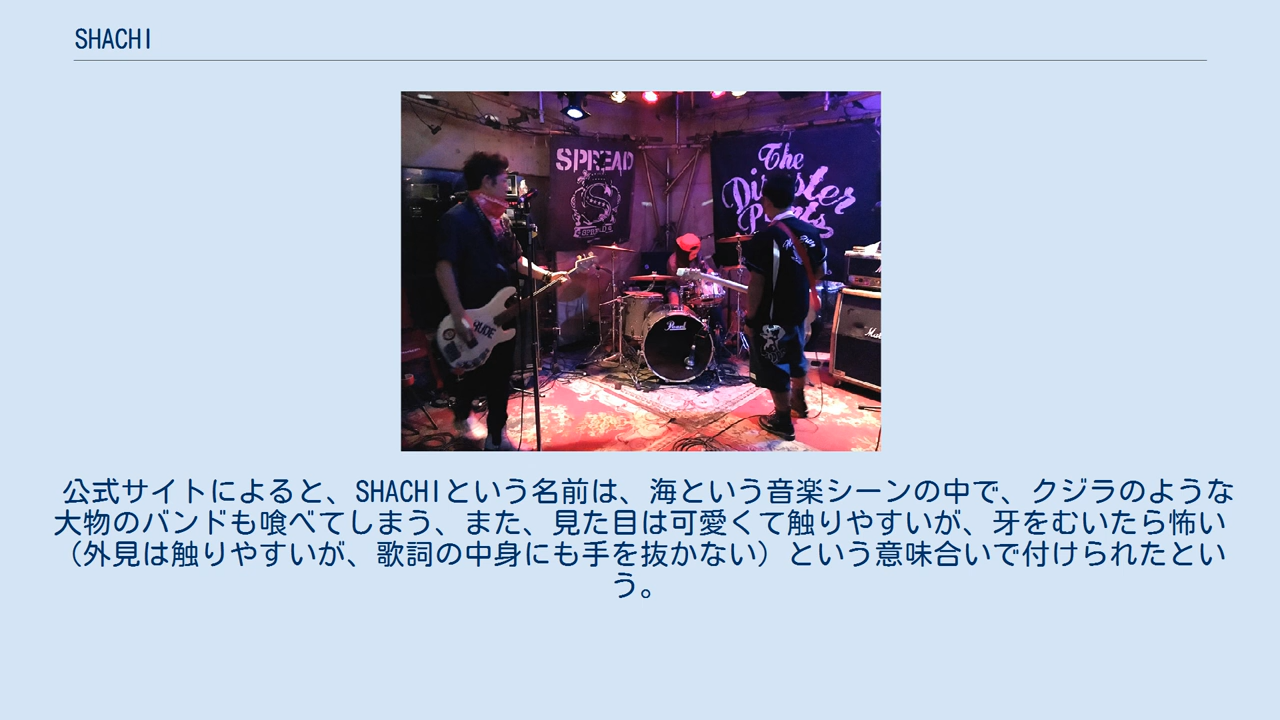 SHACHI
SPREAD
The
Disaster
Points
RUDE
Pearl
公式サイトによると、SHACHIという名前は、海という音楽シーンの中で、クジラのような
大物のバンドも喰べてしまう、また、見た目は可愛くて触りやすいが、牙をむいたら怖い
（外見は触りやすいが、歌詞の中身にも手を抜かない）という意味合いで付けられたとい
う。